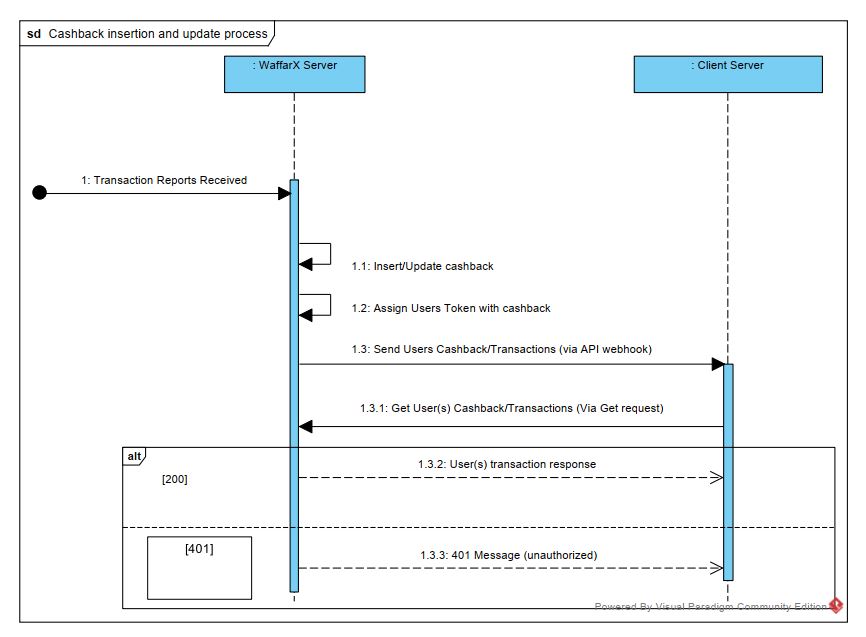 sd Cashback insertion and update process
: WaffarX Server
: Client Server
1: Transaction Reports Received
1.1: Insert/Update cashback
1.2: Assign Users Token with cashback
1.3: Send Users Cashback/Transactions (via API webhook)
1.3.1: Get User(s) Cashback/Transactions (Via Get request)
alt
1.3.2: User(s) transaction response
[200]
[401]
1.3.3: 401 Message (unauthorized)
Powered By Visual Paradigm Community Edition